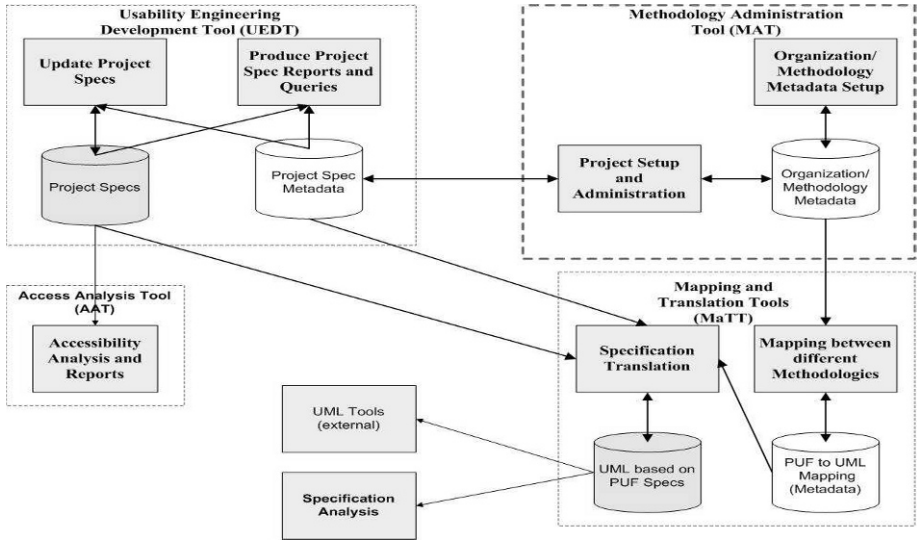 Usability Engineering
Development Tool (UEDT)
Update Project
Specs
Produce Project
Spec Reports and
Queries
Project Specs
Project Spec
Metadata
Methodology Administration
Tool (MAT)
Organization/
Methodology
Metadata Setup
Project Setup
and
Administration
Organization/
Methodology
Metadata
Access Analysis Tool
(AAT)
Accessibility
Analysis and
Reports
Mapping and
Translation Tools
(MaTT)
Specification
Translation
Mapping between
different
Methodologies
UML Tools
(external)
Specification
Analysis
UML based on
PUF Specs
PUF to UML
Mapping
(Metadata)